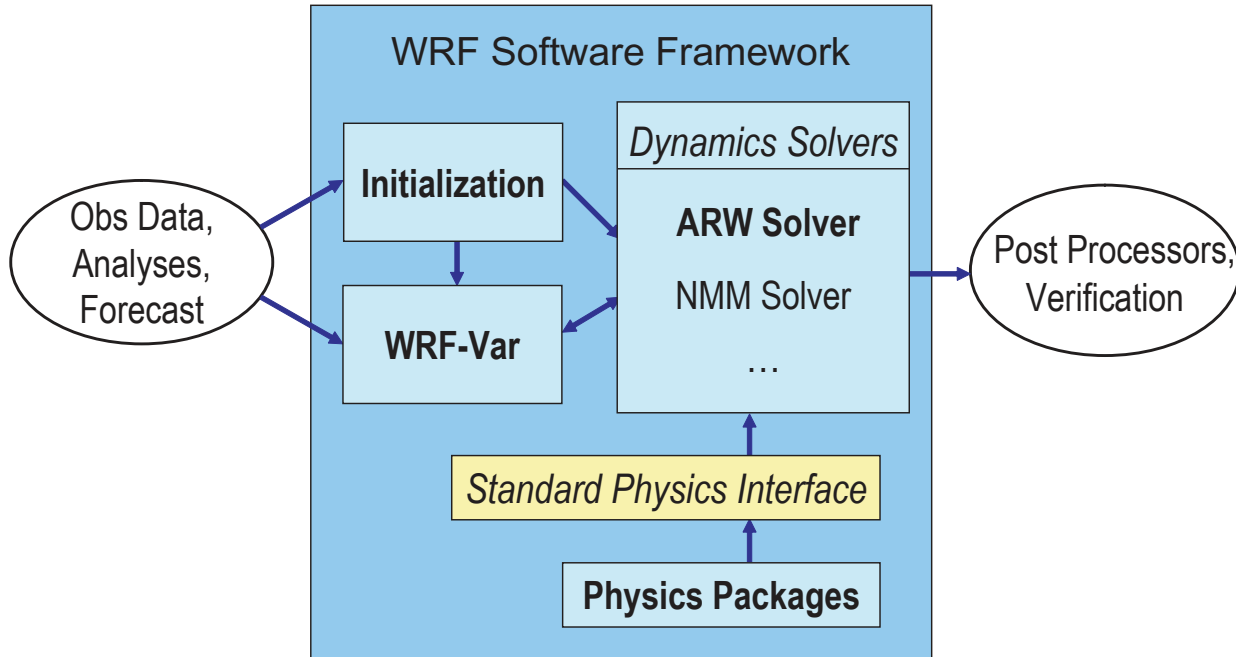 WRF Software Framework
Obs Data,
Analyses,
Forecast
Initialization
WRF-Var
Dynamics Solvers
ARW Solver
NMM Solver
…
Standard Physics Interface
Physics Packages
Post Processors,
Verification